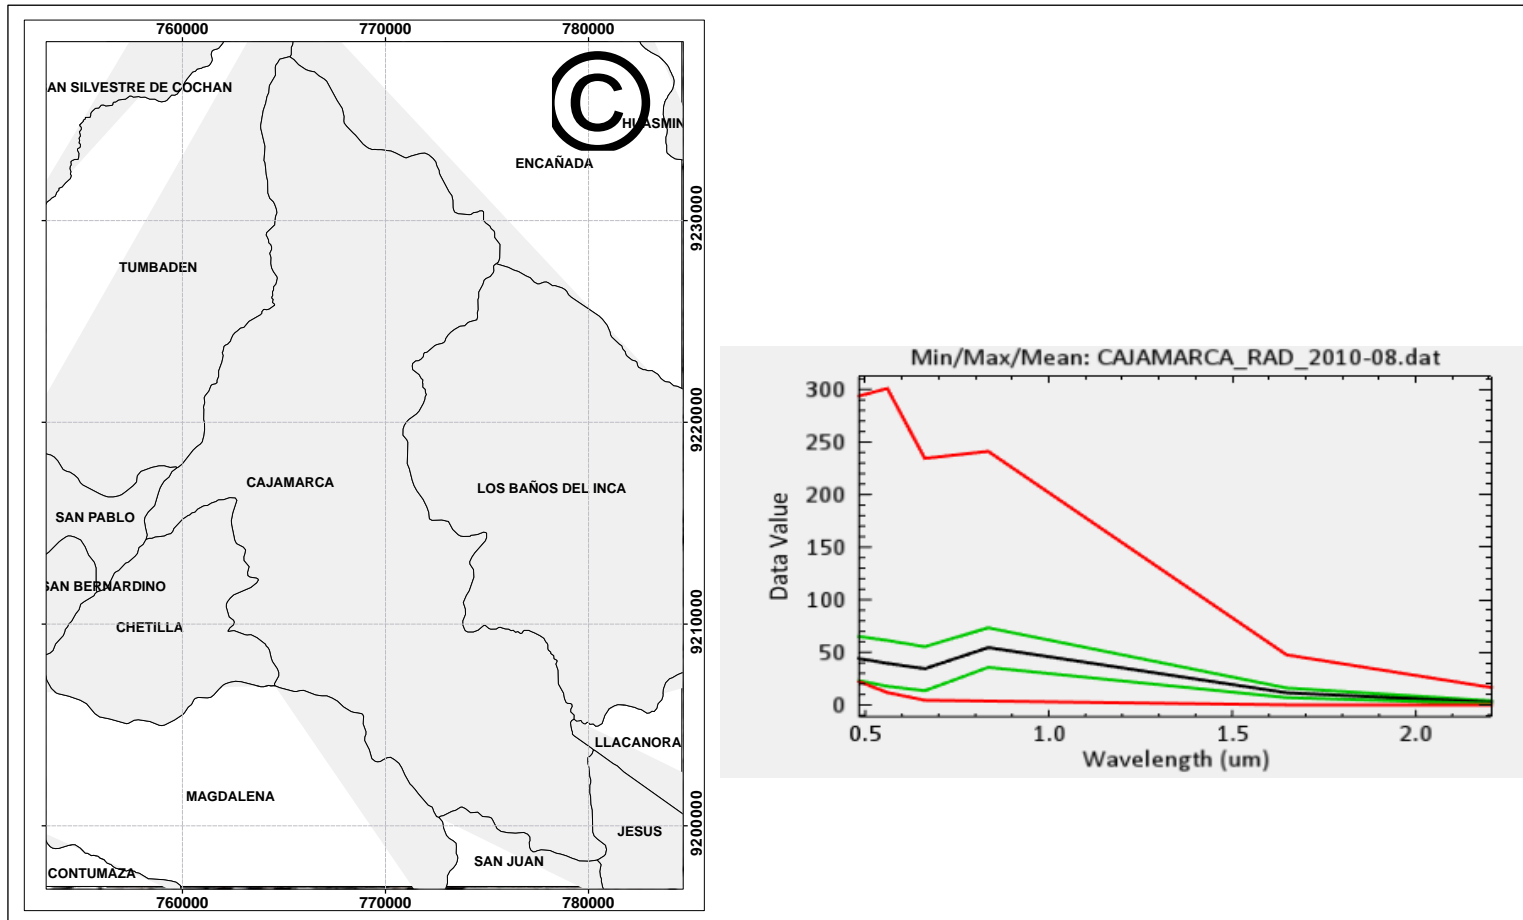 760000 770000 780000
AN SILVESTRE DE COCHAN
©
HUASMIN
ENCAÑADA
9230000
TUMBADEN
9220000
CAJAMARCA
LOS BAÑOS DEL INCA
SAN PABLO
SAN BERNARDINO
CHETILLA
9210000
LLACANORA
MAGDALENA
9200000
JESUS
SAN JUAN
CONTUMAZA
760000 770000 780000
Min/Max/Mean: CAJAMARCA_RAD_2010-08.dat
300
250
200
150
100
50
0
Data Value
0.5 1.0 1.5 2.0
Wavelength (um)